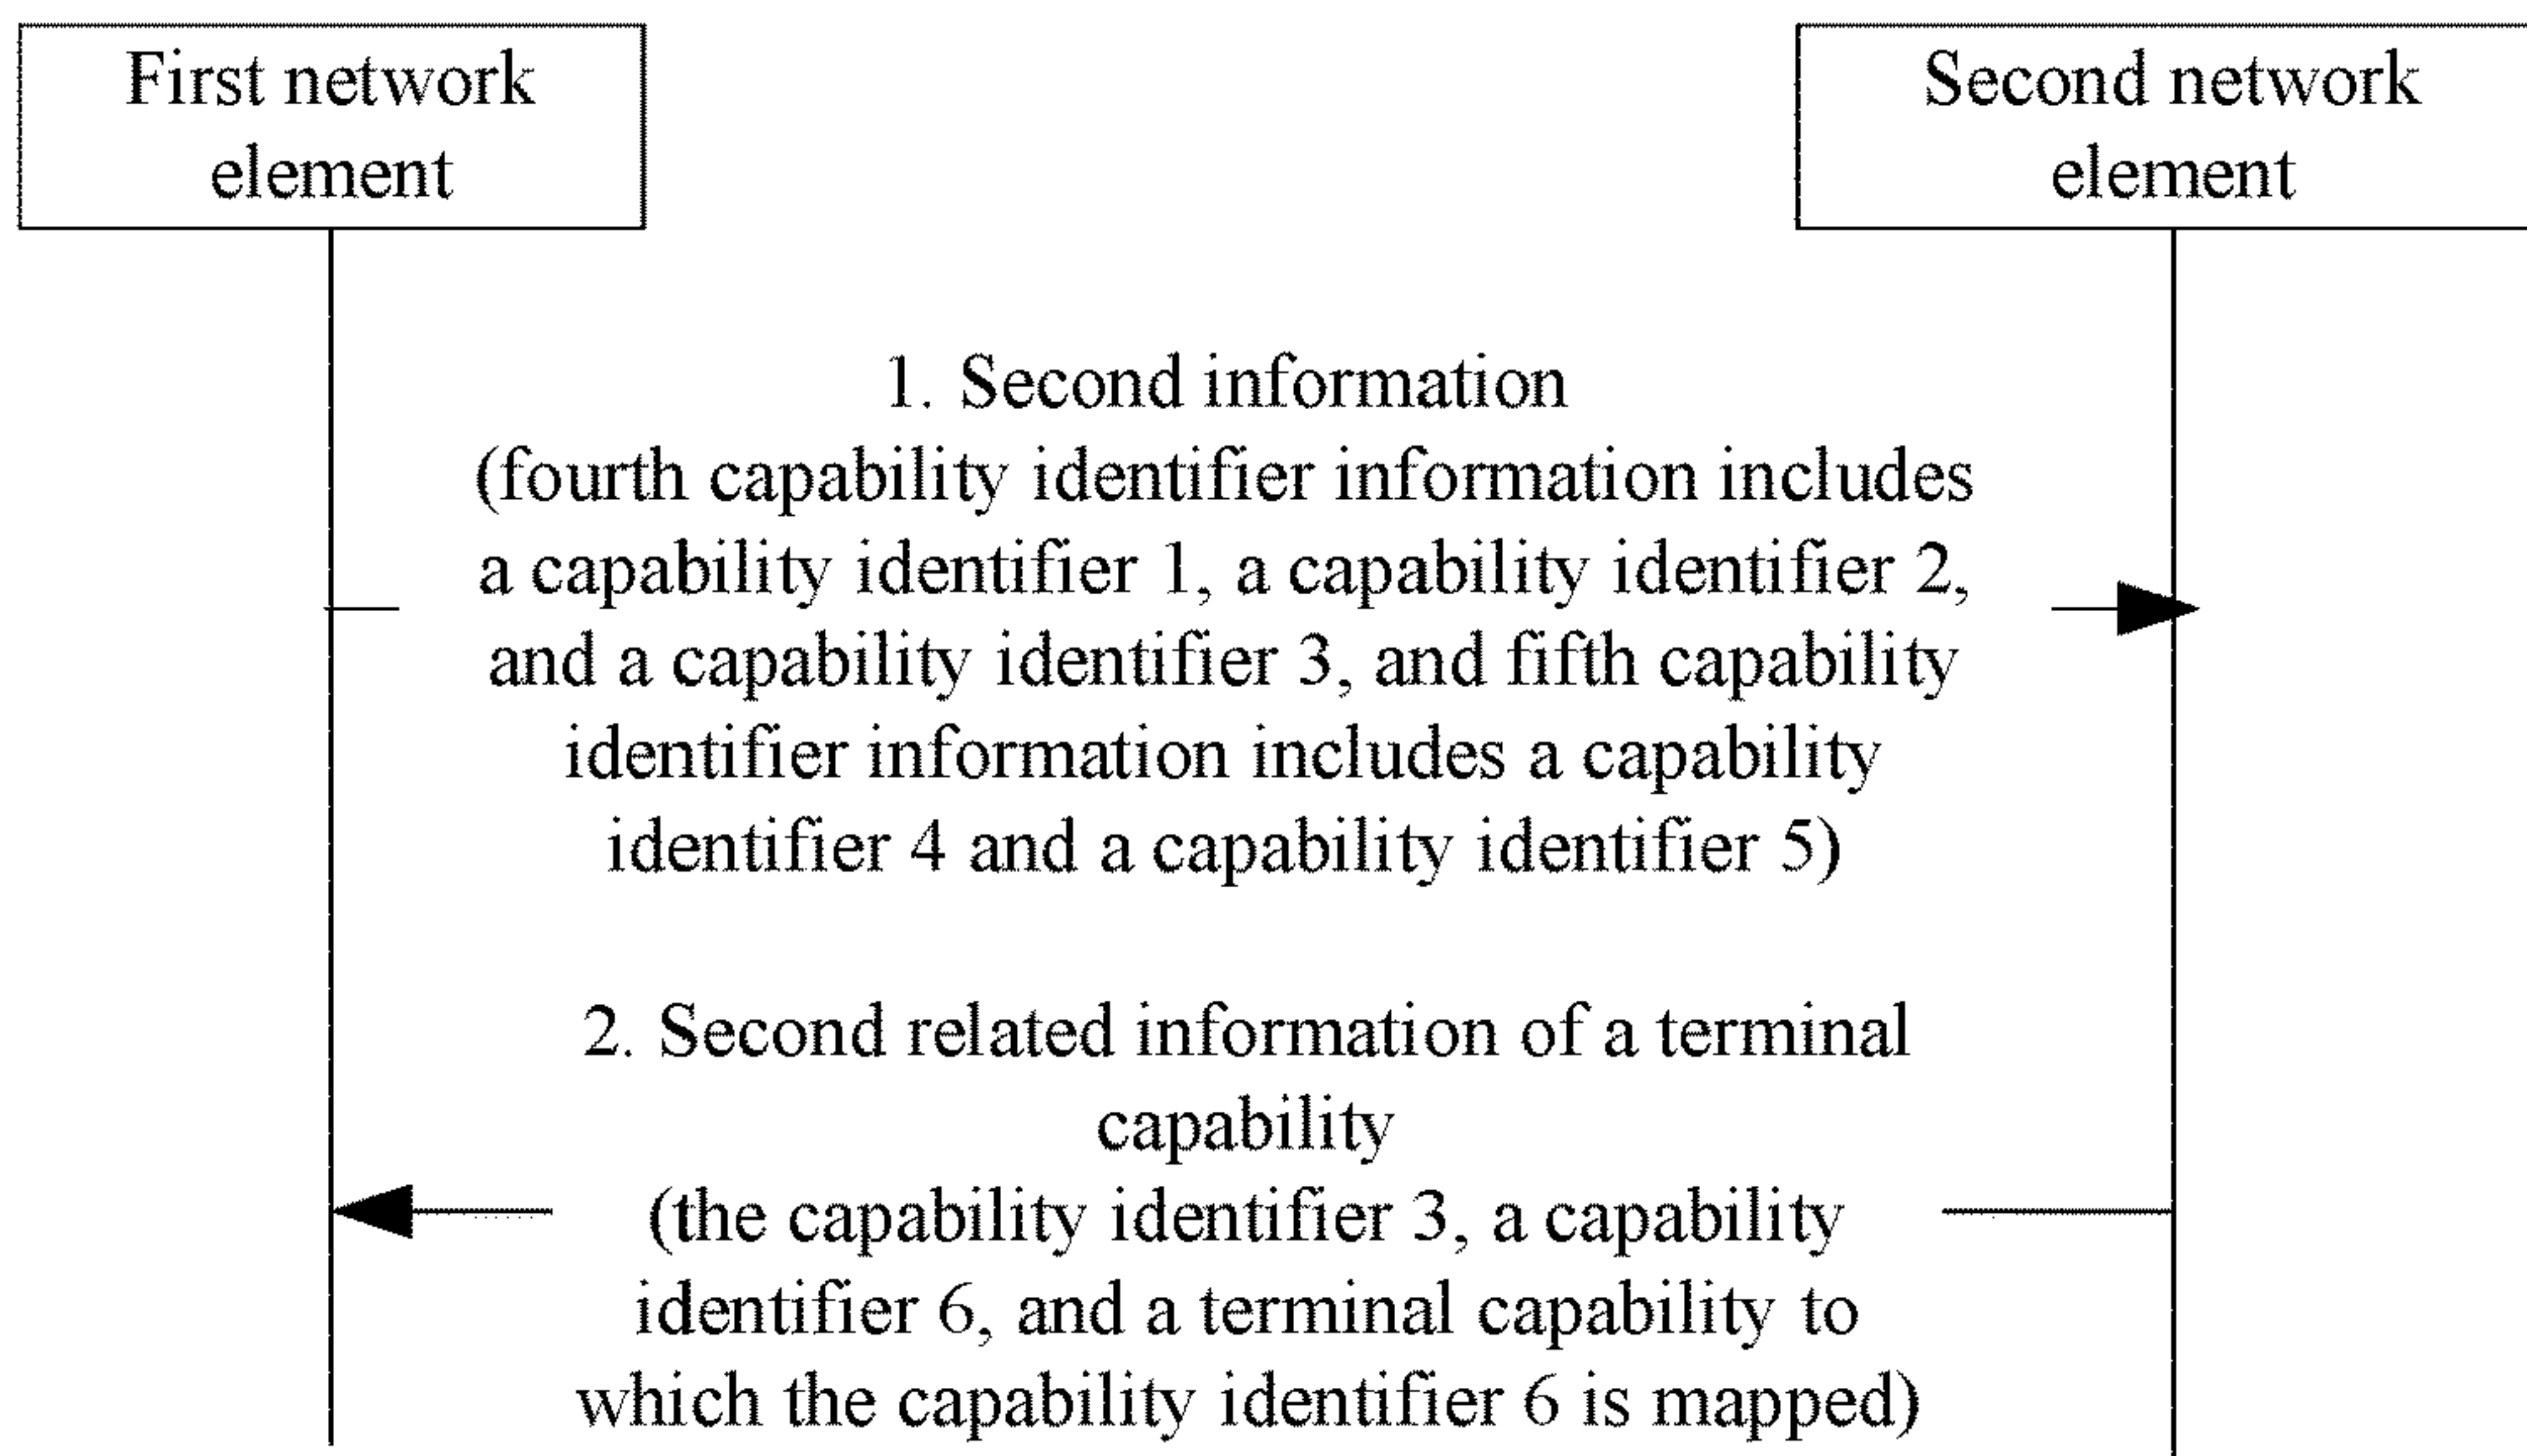 First network
element
Second network
element
1. Second information
(fourth capability identifier information includes
a capability identifier 1, a capability identifier 2,
and a capability identifier 3, and fifth capability
identifier information includes a capability
identifier 4 and a capability identifier 5)
2. Second related information of a terminal
capability
(the capability identifier 3, a capability
identifier 6, and a terminal capability to
which the capability identifier 6 is mapped)